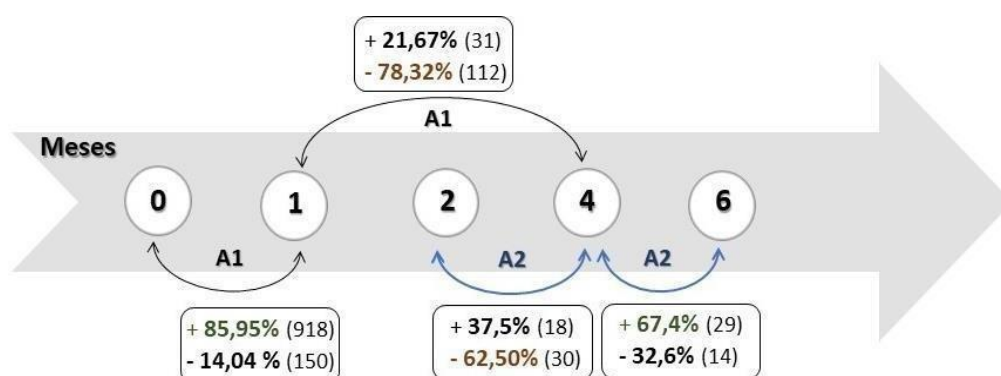 + 21,67% (31)
- 78,32% (112)
A1
Meses
0 1 2 4 6
A1 A2 A2
+ 85,95% (918)
- 14,04 % (150)
+ 37,5% (18)
- 62,50% (30)
+ 67,4% (29)
- 32,6% (14)